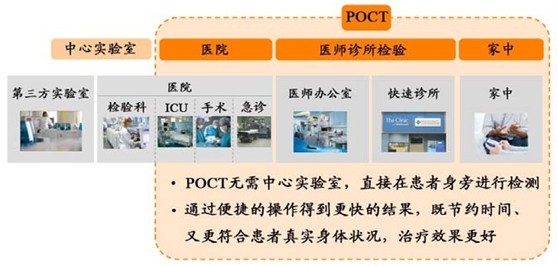 POCT
中心实验室 医院 医师诊所检验 家中
第三方实验室 医院 医师办公室 快速诊所 家中
检验科 ICU 手术 急诊
The Clinic
• POCT无需中心实验室，直接在患者身旁进行检测
• 通过便捷的操作得到更快的结果，既节约时间、
又更符合患者真实身体状况，治疗效果更好